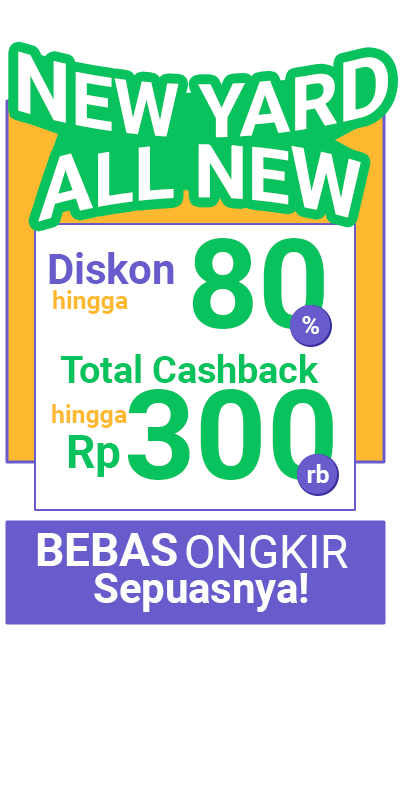 NEW YARD
ALL NEW
Diskon
hingga
80
%
Total Cashback
hingga
Rp 300
rb
BEBAS ONGKIR
Sepuasnya!